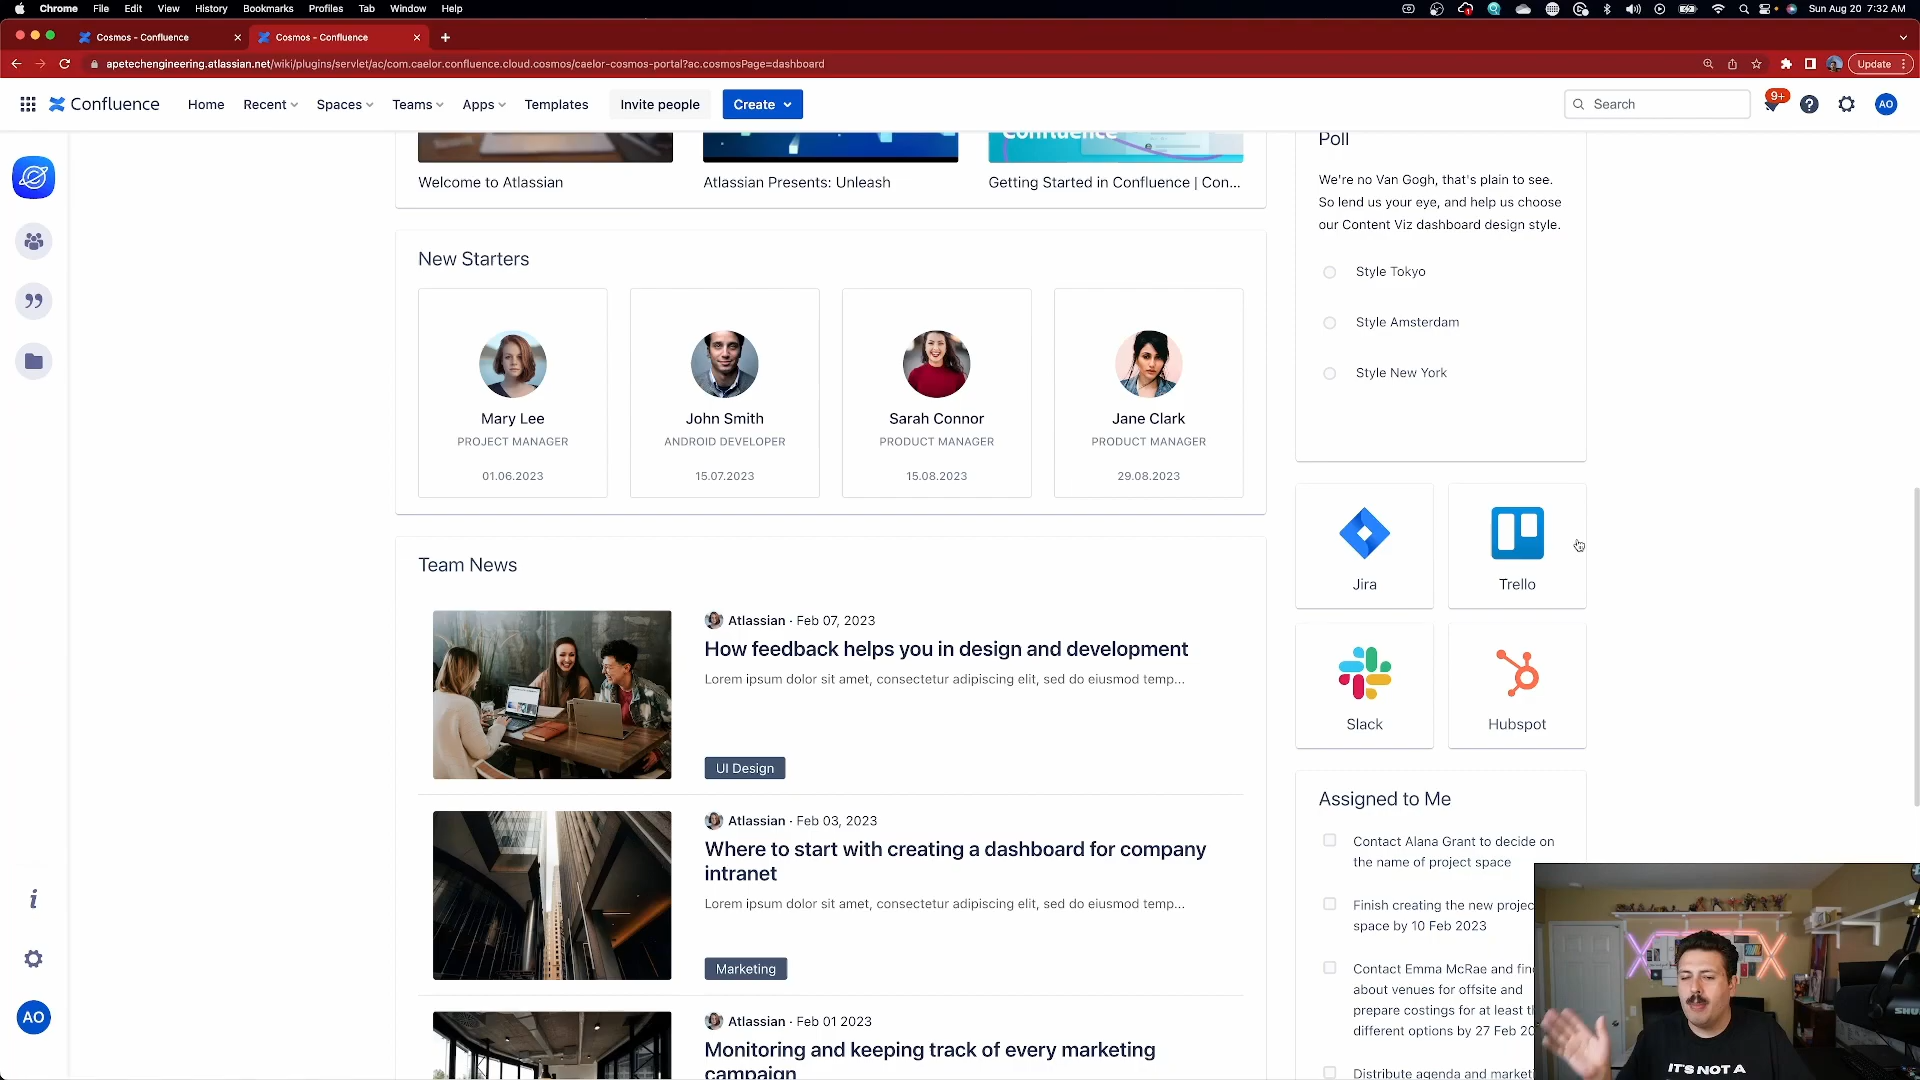 Chrome File Edit View History Bookmarks Profiles Tab Window Help
Sun Aug 20 7:32 AM
Cosmos - Confluence
Cosmos - Confluence
apetechengineering.atlassian.net/wiki/plugins/servlet/ac/com.caelor.confluence.cloud.cosmos/caelor-cosmos-portal?ac.cosmosPage=dashboard
Update
Confluence Home Recent Spaces Teams Apps Templates Invite people Create
Search
9+
AO
Confluence
Welcome to Atlassian
Atlassian Presents: Unleash
Getting Started in Confluence | Con...
New Starters
Mary Lee
PROJECT MANAGER
01.06.2023
John Smith
ANDROID DEVELOPER
15.07.2023
Sarah Connor
PRODUCT MANAGER
15.08.2023
Jane Clark
PRODUCT MANAGER
29.08.2023
Team News
Atlassian · Feb 07, 2023
How feedback helps you in design and development
Lorem ipsum dolor sit amet, consectetur adipiscing elit, sed do eiusmod temp...
UI Design
Atlassian · Feb 03, 2023
Where to start with creating a dashboard for company
intranet
Lorem ipsum dolor sit amet, consectetur adipiscing elit, sed do eiusmod temp...
Marketing
Atlassian · Feb 01 2023
Monitoring and keeping track of every marketing
campaign
Poll
We're no Van Gogh, that's plain to see.
So lend us your eye, and help us choose
our Content Viz dashboard design style.
Style Tokyo
Style Amsterdam
Style New York
Jira
Trello
Slack
Hubspot
Assigned to Me
Contact Alana Grant to decide on
the name of project space
Finish creating the new projec
space by 10 Feb 2023
Contact Emma McRae and fin
about venues for offsite and
prepare costings for at least t
different options by 27 Feb 20
Distribute agenda and marketi
AO
IT'S NOT A
SHU